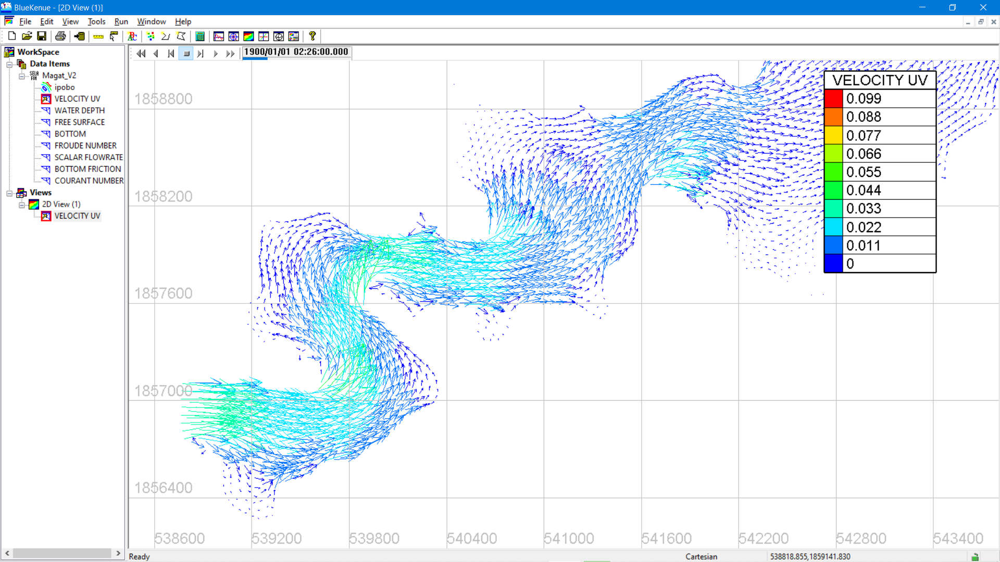 BlueKenue - [2D View (1)]
File Edit View Tools Run Window Help
WorkSpace
Data Items
SELA
FIN
Magat_V2
ipobo
VELOCITY UV
WATER DEPTH
FREE SURFACE
BOTTOM
FROUDE NUMBER
SCALAR FLOWRATE
BOTTOM FRICTION
COURANT NUMBER
Views
2D View (1)
VELOCITY UV
1900/01/01 02:26:00.000
VELOCITY UV
0.099
0.088
0.077
0.066
0.055
0.044
0.033
0.022
0.011
0
1858800
1858200
1857600
1857000
1856400
538600 539200 539800 540400 541000 541600 542200 542800 543400
Ready
Cartesian
538818.855,1859141.830